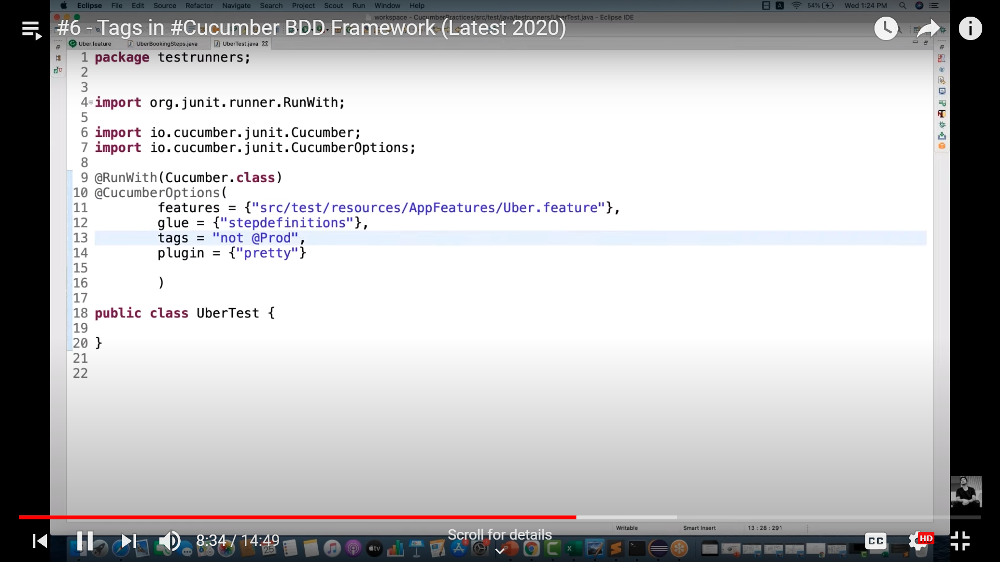 Eclipse File Edit Source Refactor Navigate Search Project Scout Run Window Help 54% Wed 1:24 PM
workspace - CucumberPractices/src/test/java/testrunners/UberTest.java - Eclipse IDE
#6 - Tags in #Cucumber BDD Framework (Latest 2020)
Uber.feature UberBookingSteps.java UberTest.java
1 package testrunners;
2
3
4 import org.junit.runner.RunWith;
5
6 import io.cucumber.junit.Cucumber;
7 import io.cucumber.junit.CucumberOptions;
8
9 @RunWith(Cucumber.class)
10 @CucumberOptions(
11 features = {"src/test/resources/AppFeatures/Uber.feature"},
12 glue = {"stepdefinitions"},
13 tags = "not @Prod",
14 plugin = {"pretty"}
15
16 )
17
18 public class UberTest {
19
20 }
21
22
Writable Smart Insert 13 : 28 : 291
8:34 / 14:49
Scroll for details
25
tv
CC
HD